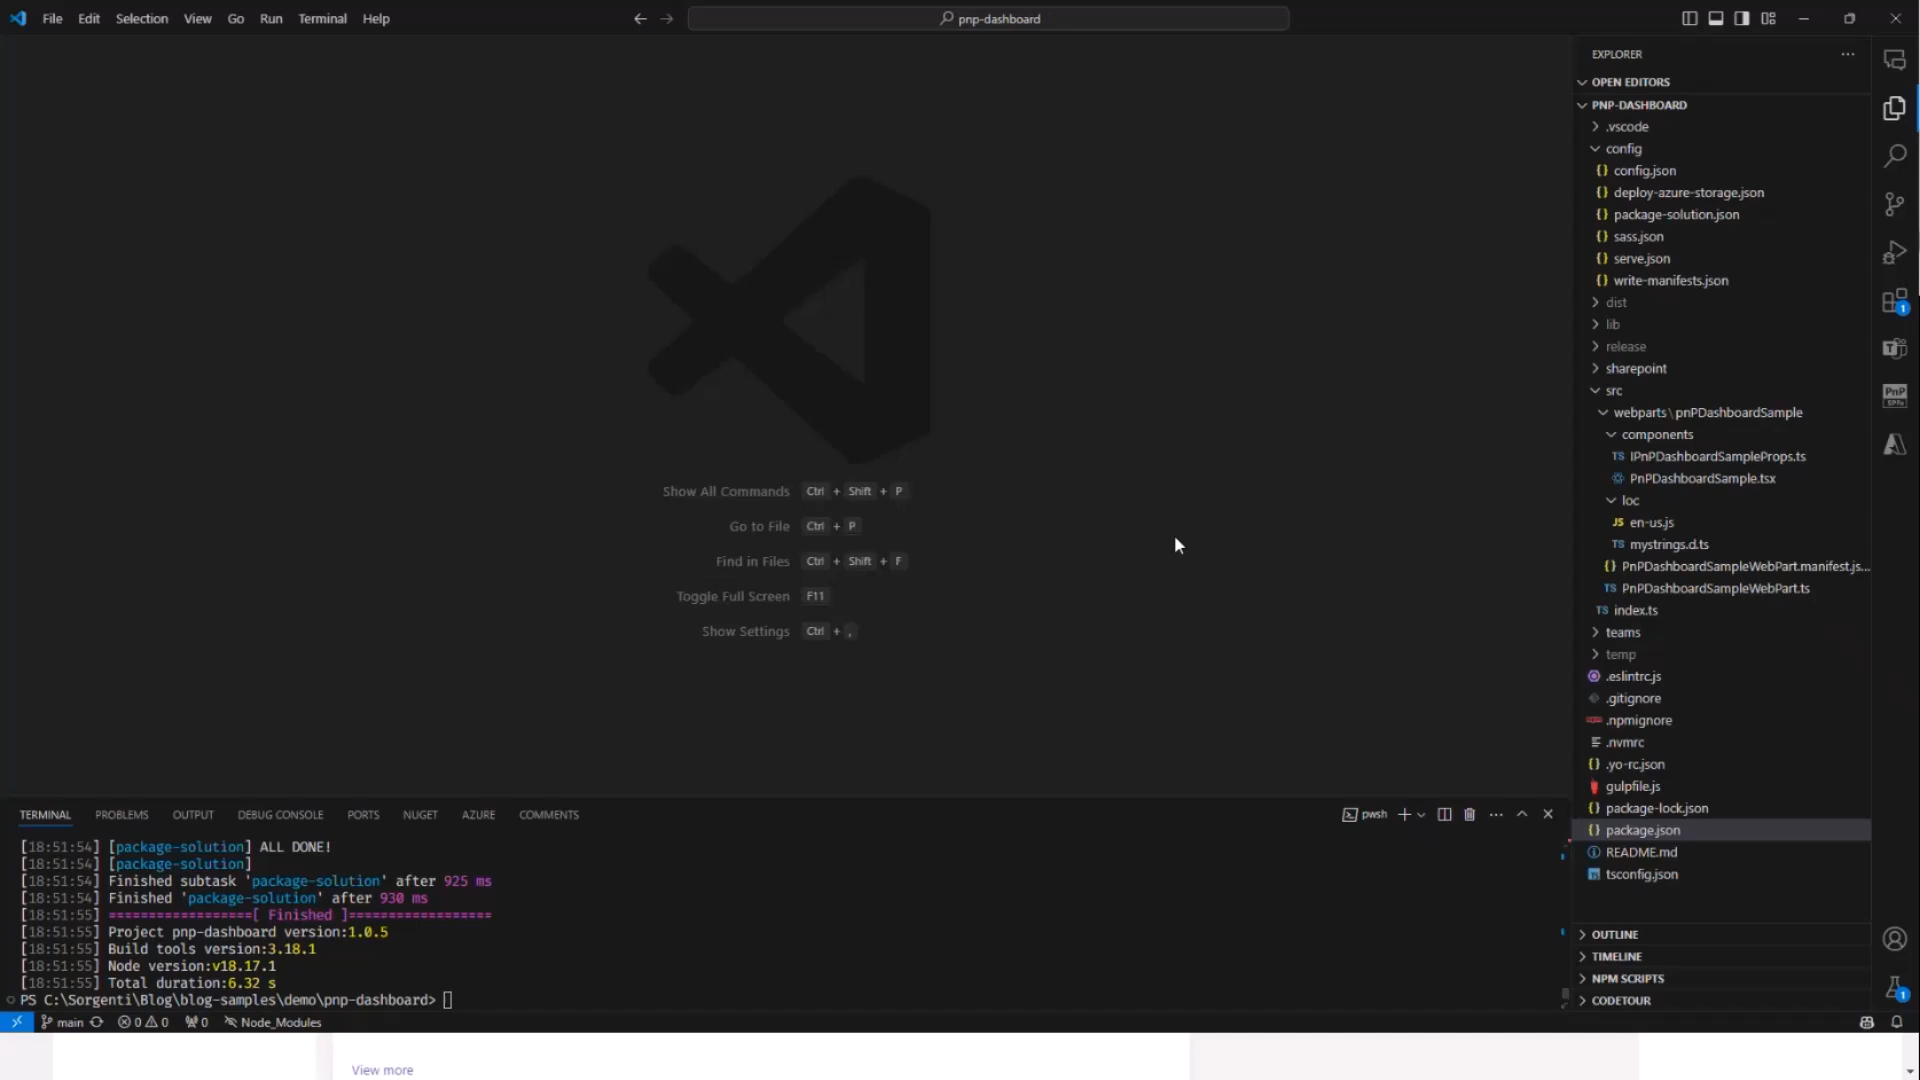 File Edit Selection View Go Run Terminal Help
pnp-dashboard
EXPLORER
OPEN EDITORS
PNP-DASHBOARD
.vscode
config
config.json
deploy-azure-storage.json
package-solution.json
sass.json
serve.json
write-manifests.json
dist
lib
release
sharepoint
src
webparts\pnPDashboardSample
components
TS IPnPDashboardSampleProps.ts
PnPDashboardSample.tsx
loc
JS en-us.js
TS mystrings.d.ts
PnPDashboardSampleWebPart.manifest.js...
TS PnPDashboardSampleWebPart.ts
TS index.ts
teams
temp
.eslintrc.js
.gitignore
.npmignore
.nvmrc
.yo-rc.json
gulpfile.js
package-lock.json
package.json
README.md
tsconfig.json
OUTLINE
TIMELINE
NPM SCRIPTS
CODETOUR
1
PnP
SPFx
1
Show All Commands Ctrl + Shift + P
Go to File Ctrl + P
Find in Files Ctrl + Shift + F
Toggle Full Screen F11
Show Settings Ctrl + ,
TERMINAL PROBLEMS OUTPUT DEBUG CONSOLE PORTS NUGET AZURE COMMENTS
pwsh
[18:51:54] [package-solution] ALL DONE!
[18:51:54] [package-solution]
[18:51:54] Finished subtask 'package-solution' after 925 ms
[18:51:54] Finished 'package-solution' after 930 ms
[18:51:55] ==================[ Finished ]==================
[18:51:55] Project pnp-dashboard version:1.0.5
[18:51:55] Build tools version:3.18.1
[18:51:55] Node version:v18.17.1
[18:51:55] Total duration:6.32 s
PS C:\Sorgenti\Blog\blog-samples\demo\pnp-dashboard>
main 0 0 0 Node_Modules
View more